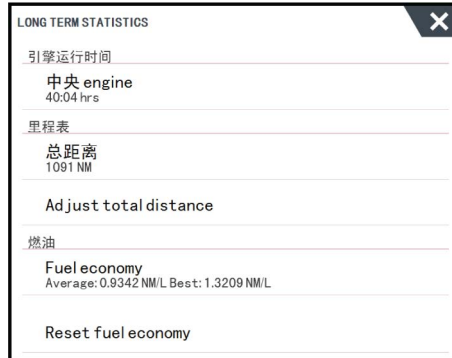 LONG TERM STATISTICS
引擎运行时间
中央 engine
40:04 hrs
里程表
总距离
1091 NM
Adjust total distance
燃油
Fuel economy
Average: 0.9342 NM/L Best: 1.3209 NM/L
Reset fuel economy